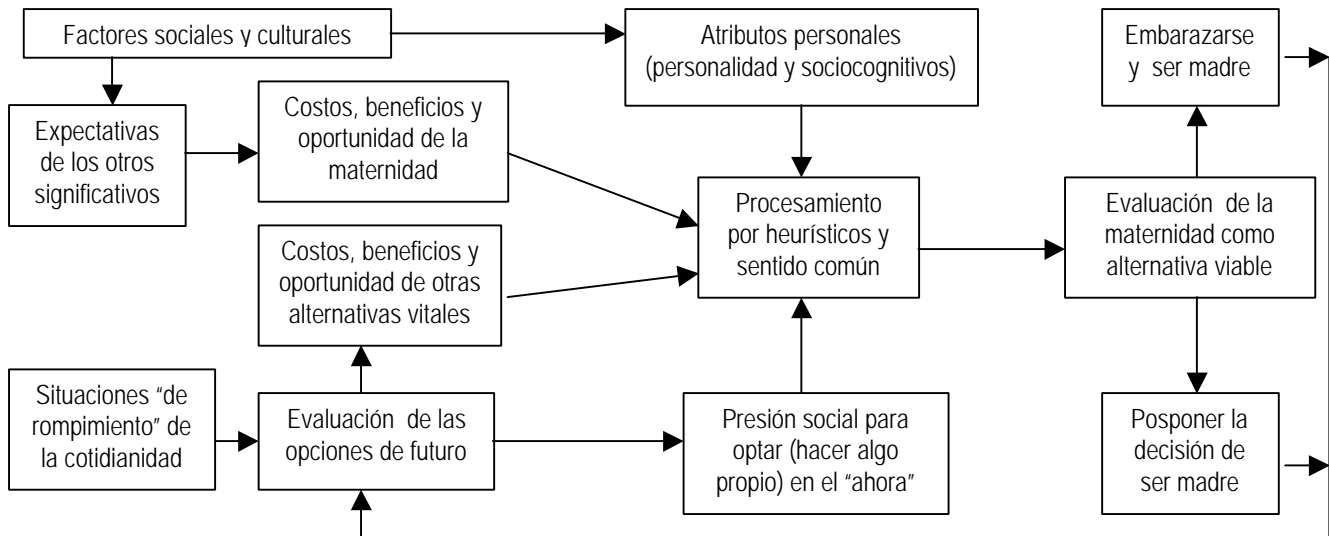 Factores sociales y culturales
Atributos personales
(personalidad y sociocognitivos)
Embarazarse
y ser madre
Expectativas
de los otros
significativos
Costos, beneficios y
oportunidad de la
maternidad
Procesamiento
por heurísticos y
sentido común
Evaluación de la
maternidad como
alternativa viable
Costos, beneficios y
oportunidad de otras
alternativas vitales
Situaciones “de
rompimiento” de
la cotidianidad
Evaluación de las
opciones de futuro
Presión social para
optar (hacer algo
propio) en el “ahora”
Posponer la
decisión de
ser madre